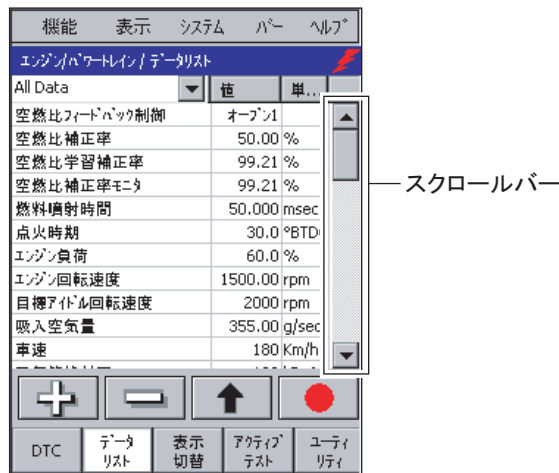 機能 表示 ｼｽﾃﾑ ﾊﾞｰ ﾍﾙﾌﾟ
ｴﾝｼﾞﾝ/ﾊﾟﾜｰﾄﾚｲﾝ / ﾃﾞｰﾀﾘｽﾄ
All Data 値 単...
空燃比ﾌｨｰﾄﾞﾊﾞｯｸ制御 ｵｰﾌﾟﾝ1
空燃比補正率 50.00 %
空燃比学習補正率 99.21 %
空燃比補正率ﾓﾆﾀ 99.21 %
燃料噴射時間 50.000 msec
点火時期 30.0 °BTD
ｴﾝｼﾞﾝ負荷 60.0 %
ｴﾝｼﾞﾝ回転速度 1500.00 rpm
目標ｱｲﾄﾞﾙ回転速度 2000 rpm
吸入空気量 355.00 g/sec
車速 180 Km/h
スクロールバー
DTC ﾃﾞｰﾀ ﾘｽﾄ 表示 切替 ｱｸﾃｨﾌﾞ ﾃｽﾄ ﾕｰﾃｨ ﾘﾃｨ